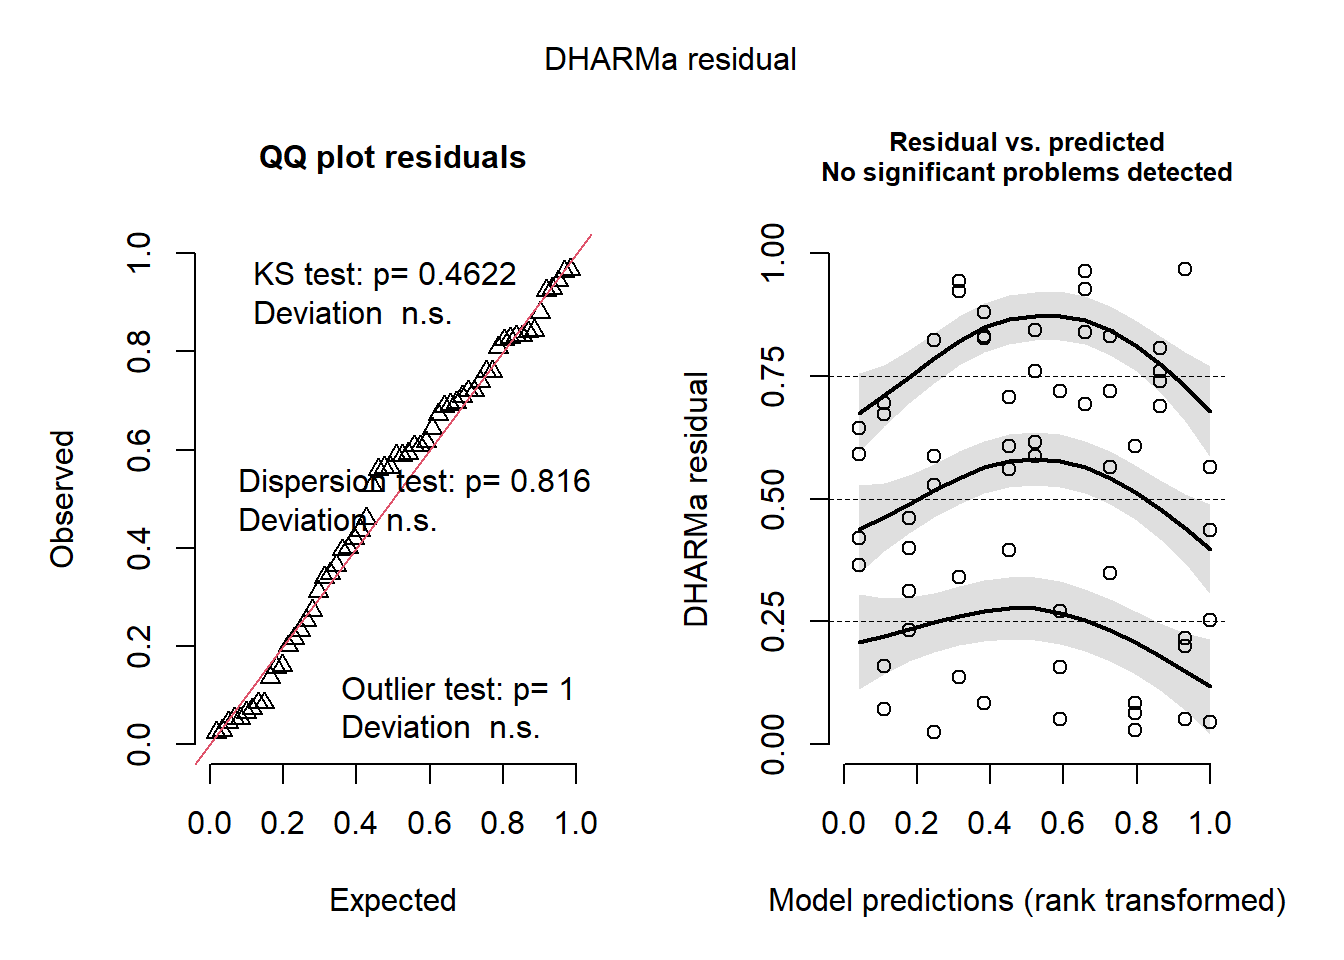 DHARMa residual
QQ plot residuals
KS test: p= 0.4622
Deviation  n.s.
Dispersion test: p= 0.816
Deviation  n.s.
Outlier test: p= 1
Deviation  n.s.
Observed
0.0 0.2 0.4 0.6 0.8 1.0
0.0 0.2 0.4 0.6 0.8 1.0
Expected
Residual vs. predicted
No significant problems detected
DHARMa residual
0.00 0.25 0.50 0.75 1.00
0.0 0.2 0.4 0.6 0.8 1.0
Model predictions (rank transformed)